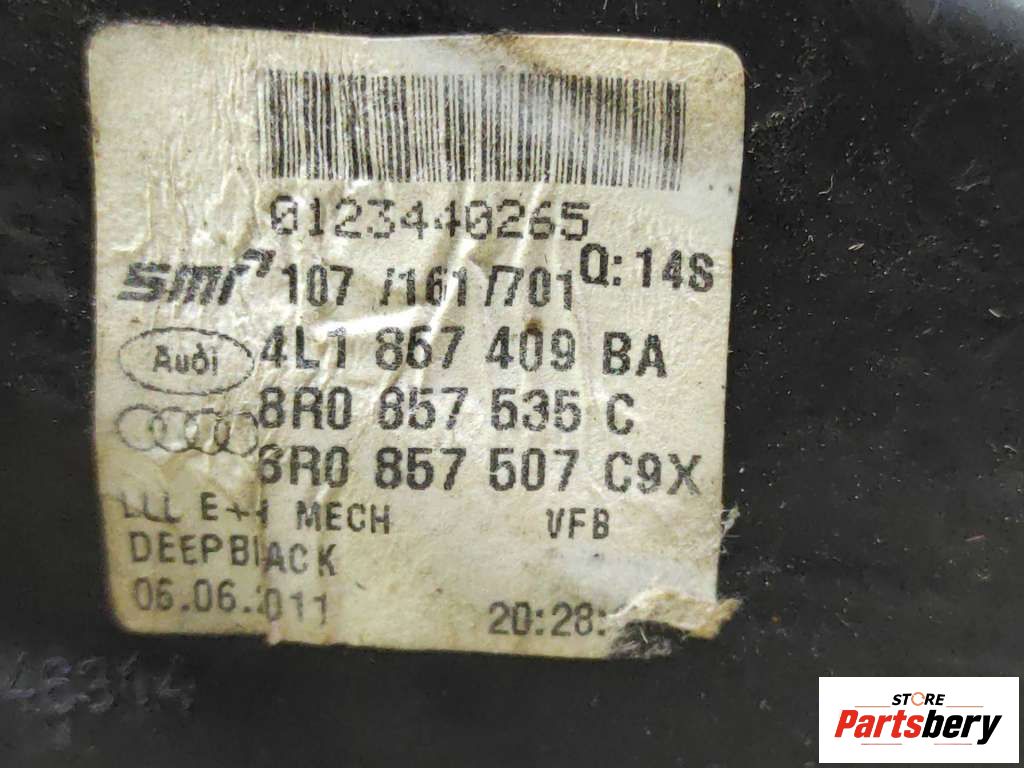 0123440265
smr 107 /161/701 Q: 14S
Audi 4L1 857 409 BA
8R0 857 535 C
8R0 857 507 C9X
E+H MECH VFB
DEEPBLACK
06.06.2011 20:28:
STORE
Partsbery